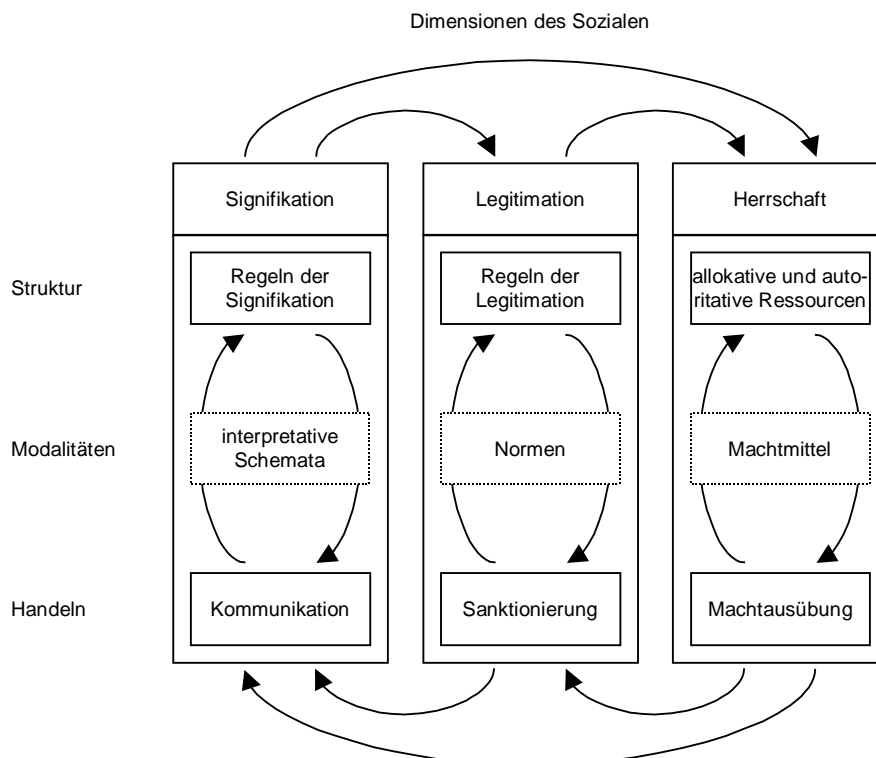 Dimensionen des Sozialen
Signifikation
Legitimation
Herrschaft
Struktur
Regeln der
Signifikation
Regeln der
Legitimation
allokative und auto-
ritative Ressourcen
Modalitäten
interpretative
Schemata
Normen
Machtmittel
Handeln
Kommunikation
Sanktionierung
Machtausübung